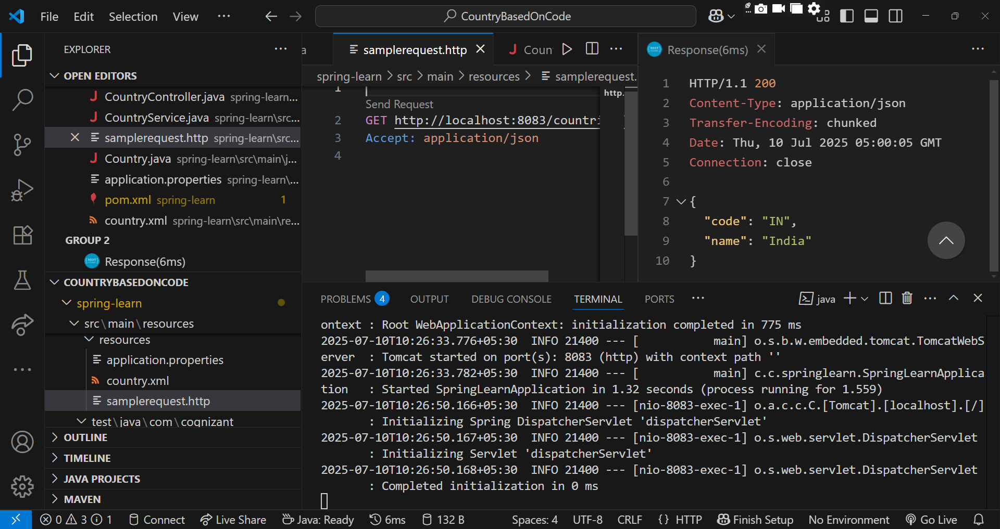 File Edit Selection View ··· CountryBasedOnCode
EXPLORER
OPEN EDITORS
CountryController.java spring-learn...
CountryService.java spring-learn\src...
samplerequest.http spring-learn\src...
Country.java spring-learn\src\main\j...
application.properties spring-learn\...
pom.xml spring-learn 1
country.xml spring-learn\src\main\re...
GROUP 2
Response(6ms)
COUNTRYBASEDONCODE
spring-learn
src\main\resources
resources
application.properties
country.xml
samplerequest.http
test\java\com\cognizant
OUTLINE
TIMELINE
JAVA PROJECTS
MAVEN
a samplerequest.http Coun
spring-learn > src > main > resources > samplerequest.
1
Send Request
2 GET http://localhost:8083/countri
3 Accept: application/json
4
http.
Response(6ms)
1 HTTP/1.1 200
2 Content-Type: application/json
3 Transfer-Encoding: chunked
4 Date: Thu, 10 Jul 2025 05:00:05 GMT
5 Connection: close
6
7 {
8 "code": "IN",
9 "name": "India"
10 }
PROBLEMS 4 OUTPUT DEBUG CONSOLE TERMINAL PORTS ··· java
ontext : Root WebApplicationContext: initialization completed in 775 ms
2025-07-10T10:26:33.776+05:30  INFO 21400 --- [           main] o.s.b.w.embedded.tomcat.TomcatWebS
erver  : Tomcat started on port(s): 8083 (http) with context path ''
2025-07-10T10:26:33.782+05:30  INFO 21400 --- [           main] c.c.springlearn.SpringLearnApplica
tion   : Started SpringLearnApplication in 1.32 seconds (process running for 1.559)
2025-07-10T10:26:50.166+05:30  INFO 21400 --- [nio-8083-exec-1] o.a.c.c.C.[Tomcat].[localhost].[/]
: Initializing Spring DispatcherServlet 'dispatcherServlet'
2025-07-10T10:26:50.167+05:30  INFO 21400 --- [nio-8083-exec-1] o.s.web.servlet.DispatcherServlet
: Initializing Servlet 'dispatcherServlet'
2025-07-10T10:26:50.168+05:30  INFO 21400 --- [nio-8083-exec-1] o.s.web.servlet.DispatcherServlet
: Completed initialization in 0 ms
0 3 1 Connect Live Share Java: Ready 6ms 132 B Spaces: 4 UTF-8 CRLF {} HTTP Finish Setup No Environment Go Live